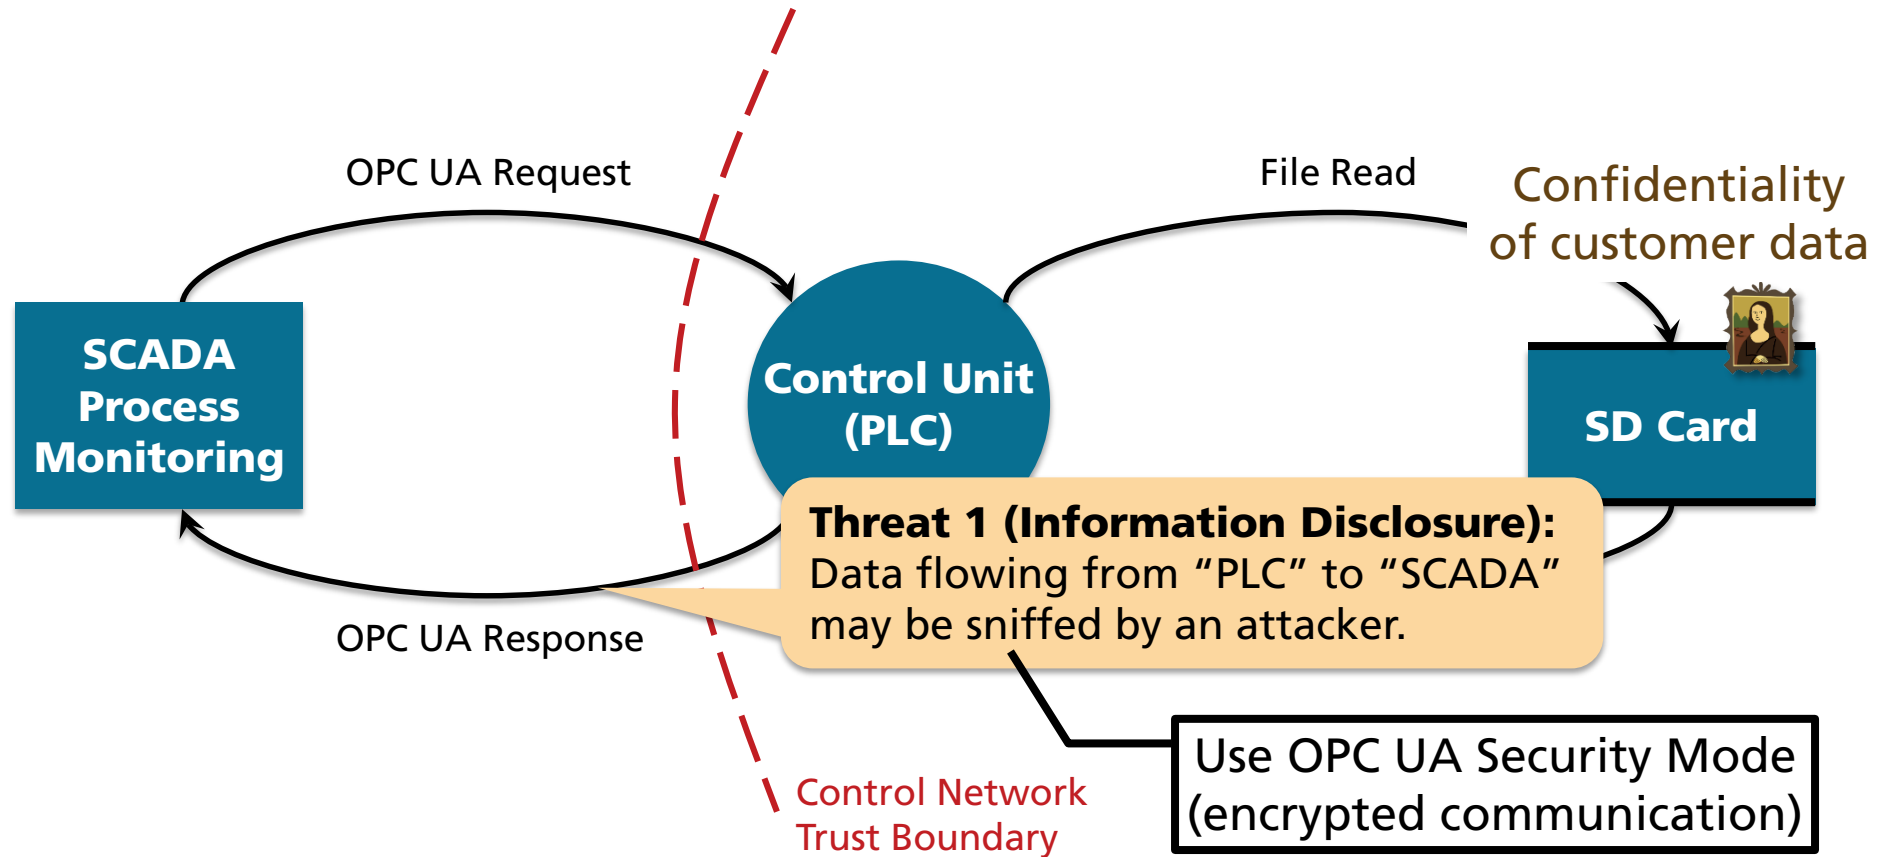 OPC UA Request
File Read
Confidentiality
of customer data
SCADA
Process
Monitoring
Control Unit
(PLC)
SD Card
Threat 1 (Information Disclosure):
Data flowing from “PLC” to “SCADA”
may be sniffed by an attacker.
OPC UA Response
Use OPC UA Security Mode
(encrypted communication)
Control Network
Trust Boundary